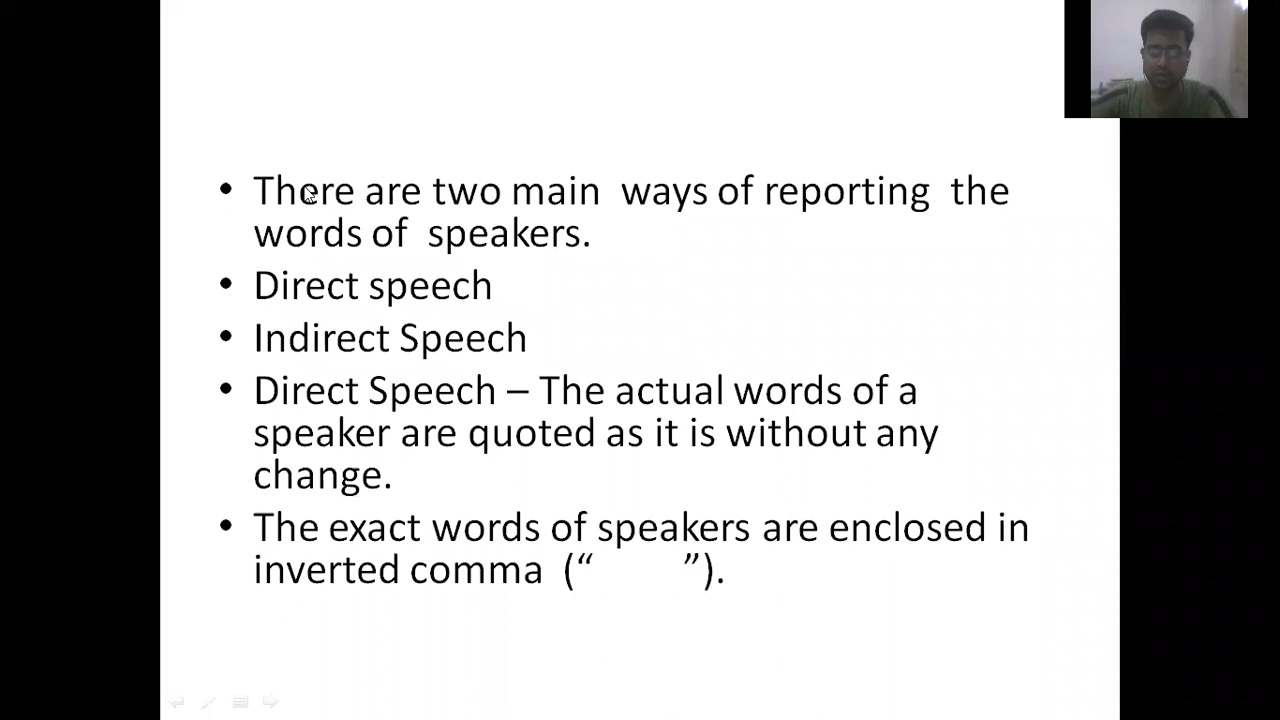 • There are two main  ways of reporting  the
words of  speakers.
• Direct speech
• Indirect Speech
• Direct Speech – The actual words of a
speaker are quoted as it is without any
change.
• The exact words of speakers are enclosed in
inverted comma  (“        ”).